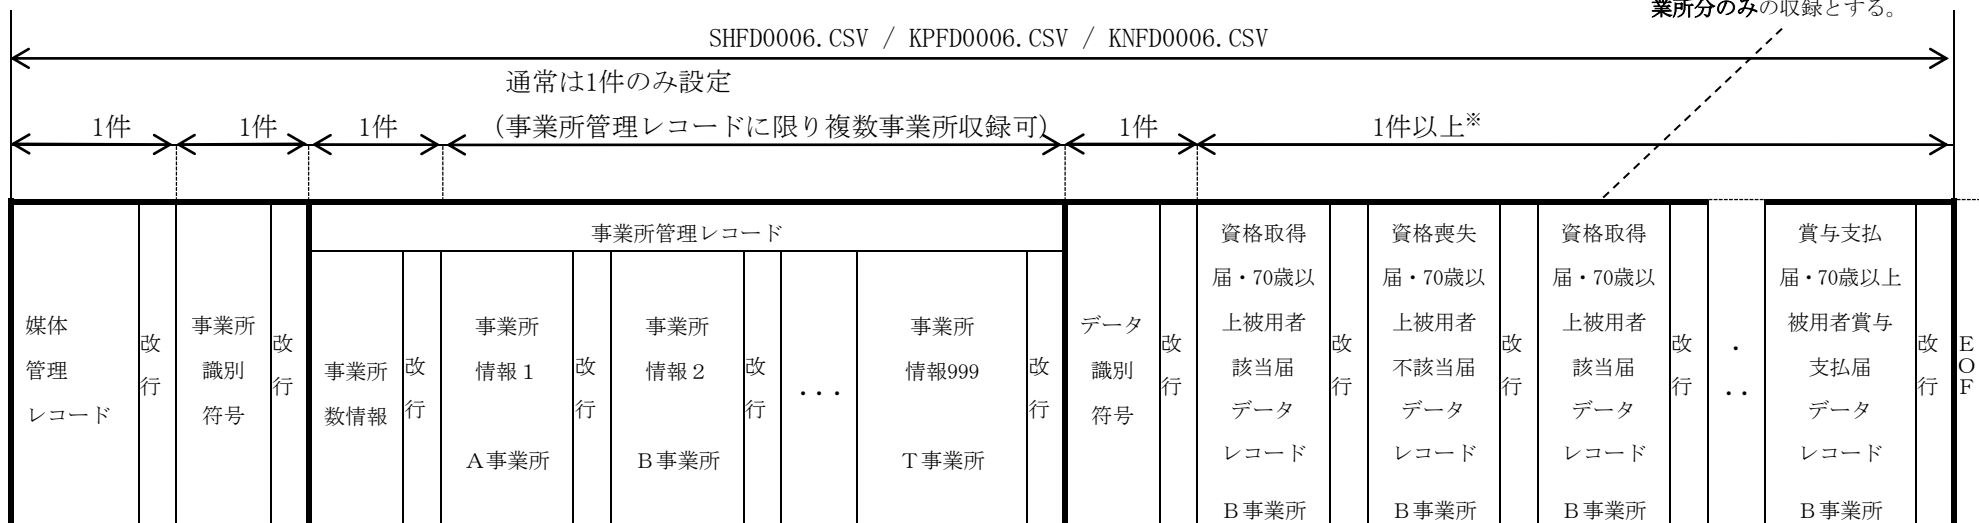 業所分のみの収録とする。
SHFD0006.CSV / KPFD0006.CSV / KNFD0006.CSV
通常は1件のみ設定
1件
1件
1件
(事業所管理レコードに限り複数事業所収録可)
1件
1件以上※
媒体
管理
レコード
改
行
事業所
識別
符号
改
行
事業所管理レコード
事業所
数情報
改
行
事業所
情報1
A事業所
改
行
事業所
情報2
B事業所
改
行
・・・
事業所
情報999
T事業所
改
行
データ
識別
符号
改
行
資格取得
届・70歳以
上被用者
該当届
データ
レコード
B事業所
改
行
資格喪失
届・70歳以
上被用者
不該当届
データ
レコード
B事業所
改
行
資格取得
届・70歳以
上被用者
該当届
データ
レコード
B事業所
改
行
・
・・
賞与支払
届・70歳以上
被用者賞与
支払届
データ
レコード
B事業所
改
行
EOF